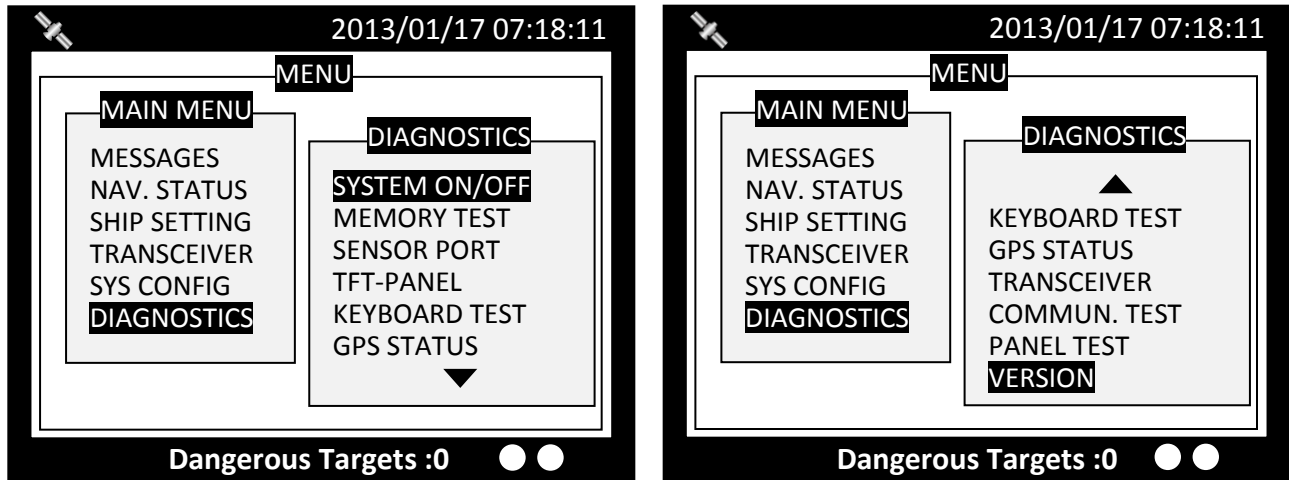 2013/01/17 07:18:11
MENU
MAIN MENU
MESSAGES
NAV. STATUS
SHIP SETTING
TRANSCEIVER
SYS CONFIG
DIAGNOSTICS
DIAGNOSTICS
SYSTEM ON/OFF
MEMORY TEST
SENSOR PORT
TFT-PANEL
KEYBOARD TEST
GPS STATUS
Dangerous Targets :0
2013/01/17 07:18:11
MENU
MAIN MENU
MESSAGES
NAV. STATUS
SHIP SETTING
TRANSCEIVER
SYS CONFIG
DIAGNOSTICS
DIAGNOSTICS
KEYBOARD TEST
GPS STATUS
TRANSCEIVER
COMMUN. TEST
PANEL TEST
VERSION
Dangerous Targets :0